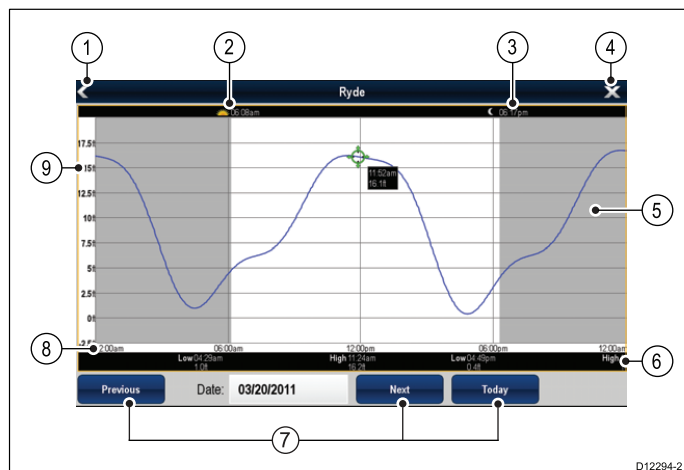 1 2 3 4
Ryde
06:08am 06:17pm
17.5ft
9
15ft
11:52am
16.1ft
12.5ft
10ft
5
7.5ft
5ft
2.5ft
0ft
-2.5ft
8
2:00am 06:00am 12:00pm 06:00pm 12:00am
Low 04:29am High 11:24am Low 04:49pm High
1.0ft 16.2ft 0.4ft
6
Previous Date: 03/20/2011 Next Today
7
D12294-2